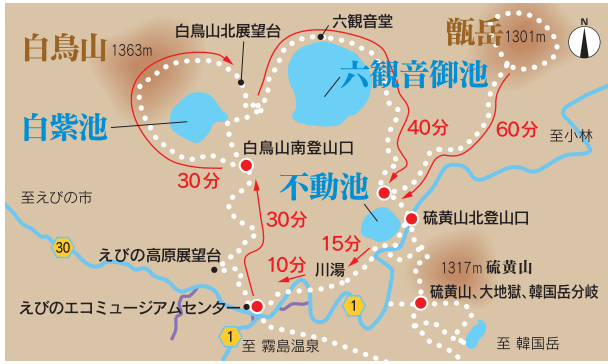 六観音堂
白鳥山北展望台
甑岳
1301m
N
白鳥山 1363m
六観音御池
白紫池
40分
60分
至小林
白鳥山南登山口
30分
不動池
至えびの市
30分
硫黄山北登山口
15分
30
えびの高原展望台
10分
川湯
1317m 硫黄山
硫黄山、大地獄、韓国岳分岐
えびのエコミュージアムセンター
1
1
至 霧島温泉
至 韓国岳